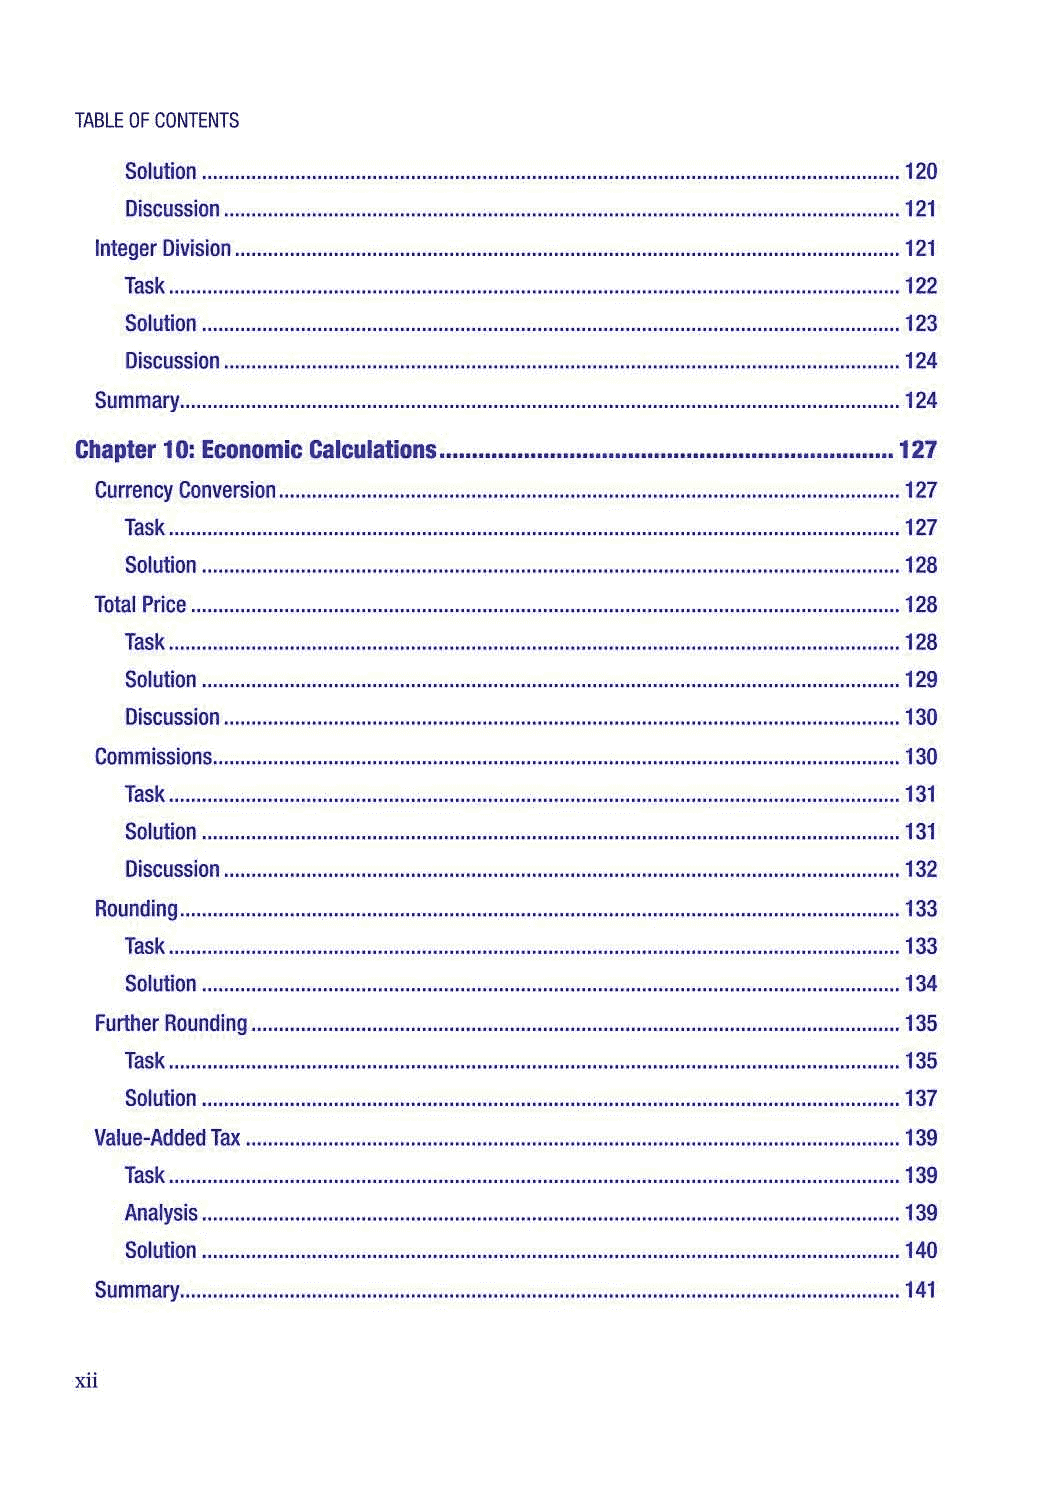 TABLE OF CONTENTS
Solution ........ 120
Discussion ........ 121
Integer Division ........ 121
Task ........ 122
Solution ........ 123
Discussion ........ 124
Summary ........ 124
Chapter 10: Economic Calculations ........ 127
Currency Conversion ........ 127
Task ........ 127
Solution ........ 128
Total Price ........ 128
Task ........ 128
Solution ........ 129
Discussion ........ 130
Commissions ........ 130
Task ........ 131
Solution ........ 131
Discussion ........ 132
Rounding ........ 133
Task ........ 133
Solution ........ 134
Further Rounding ........ 135
Task ........ 135
Solution ........ 137
Value-Added Tax ........ 139
Task ........ 139
Analysis ........ 139
Solution ........ 140
Summary ........ 141
xii